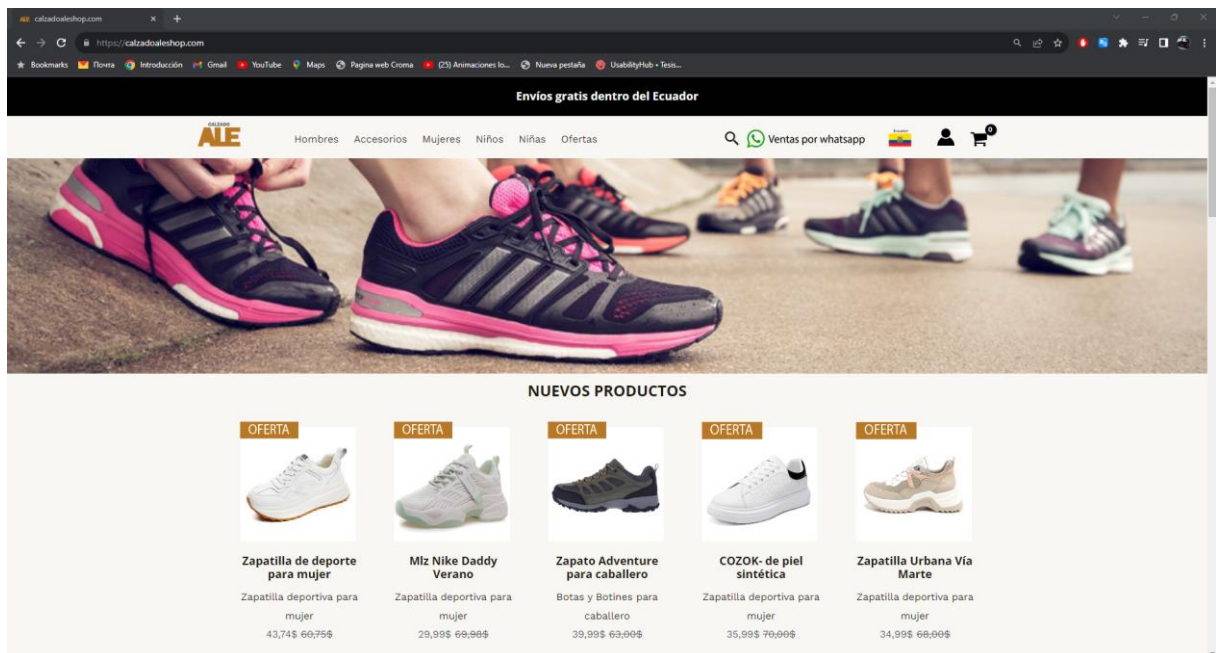 calzadoaleshop.com
https://calzadoaleshop.com
Bookmarks Почта Introducción Gmail YouTube Maps Pagina web Croma (25) Animaciones lo... Nueva pestaña UsabilityHub • Tesis...
Envíos gratis dentro del Ecuador
CALZADO
ALE
Hombres Accesorios Mujeres Niños Niñas Ofertas
Ventas por whatsapp
Ecuador
0
NUEVOS PRODUCTOS
OFERTA OFERTA OFERTA OFERTA OFERTA
Zapatilla de deporte para mujer
Zapatilla deportiva para mujer
43,74$ 60,75$
Mlz Nike Daddy Verano
Zapatilla deportiva para mujer
29,99$ 69,98$
Zapato Adventure para caballero
Botas y Botines para caballero
39,99$ 63,00$
COZOK- de piel sintética
Zapatilla deportiva para mujer
35,99$ 70,00$
Zapatilla Urbana Vía Marte
Zapatilla deportiva para mujer
34,99$ 68,00$